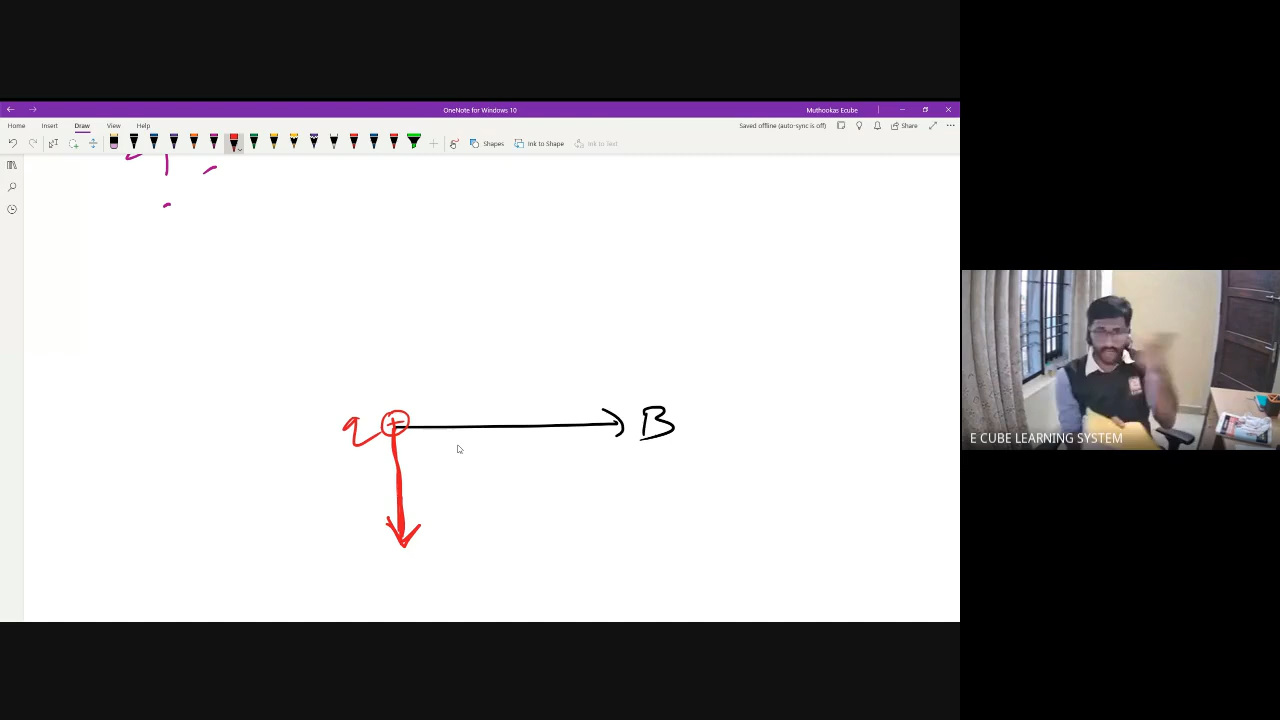 OneNote for Windows 10
Muthookas Ecube
Home Insert Draw View Help
Saved offline (auto-sync is off)
Share
Shapes
Ink to Shape
Ink to Text
q + B
E CUBE LEARNING SYSTEM